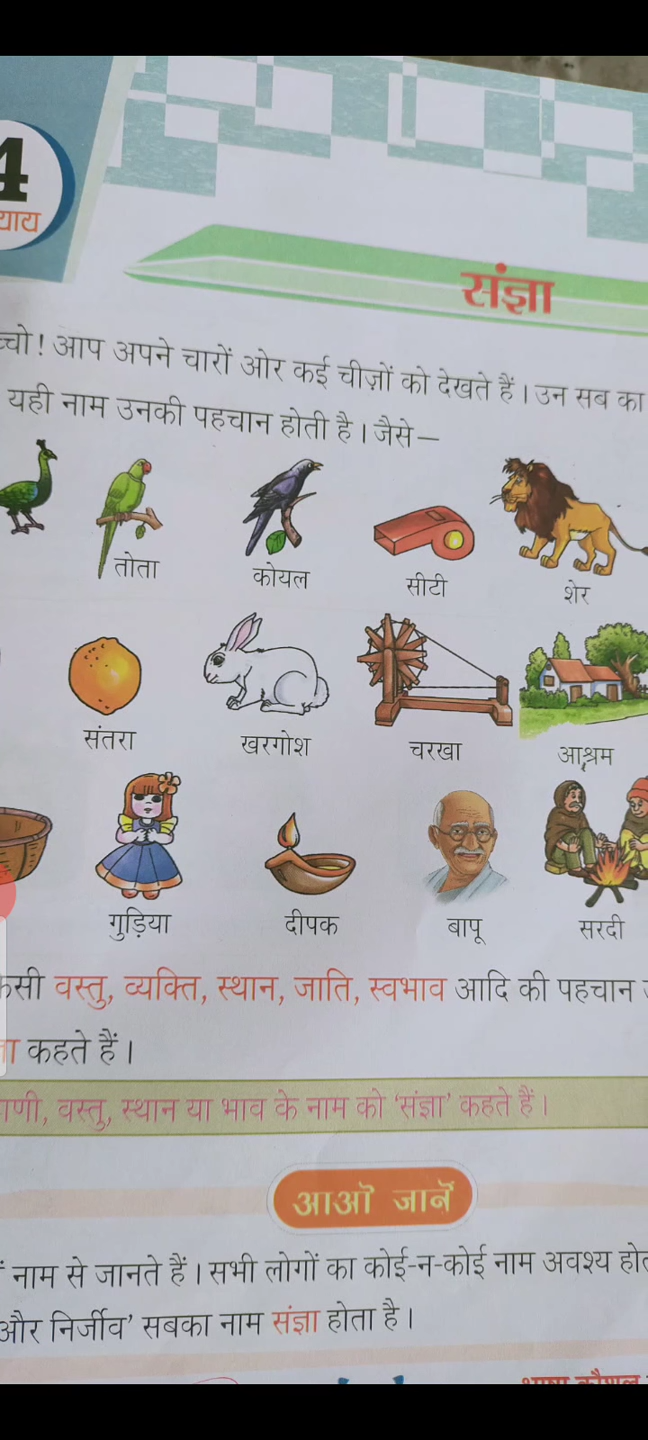 4
संज्ञा
आप अपने चारों ओर कई चीज़ों को देखते हैं। उन सब का
यही नाम उनकी पहचान होती है। जैसे—
तोता कोयल सीटी शेर
संतरा खरगोश चरखा आश्रम
गुड़िया दीपक बापू सरदी
वस्तु, व्यक्ति, स्थान, जाति, स्वभाव आदि की पहचान
कहते हैं।
वस्तु, स्थान या भाव के नाम को ‘संज्ञा’ कहते हैं।
आओ जानें
नाम से जानते हैं। सभी लोगों का कोई-न-कोई नाम अवश्य
और निर्जीव’ सबका नाम संज्ञा होता है।